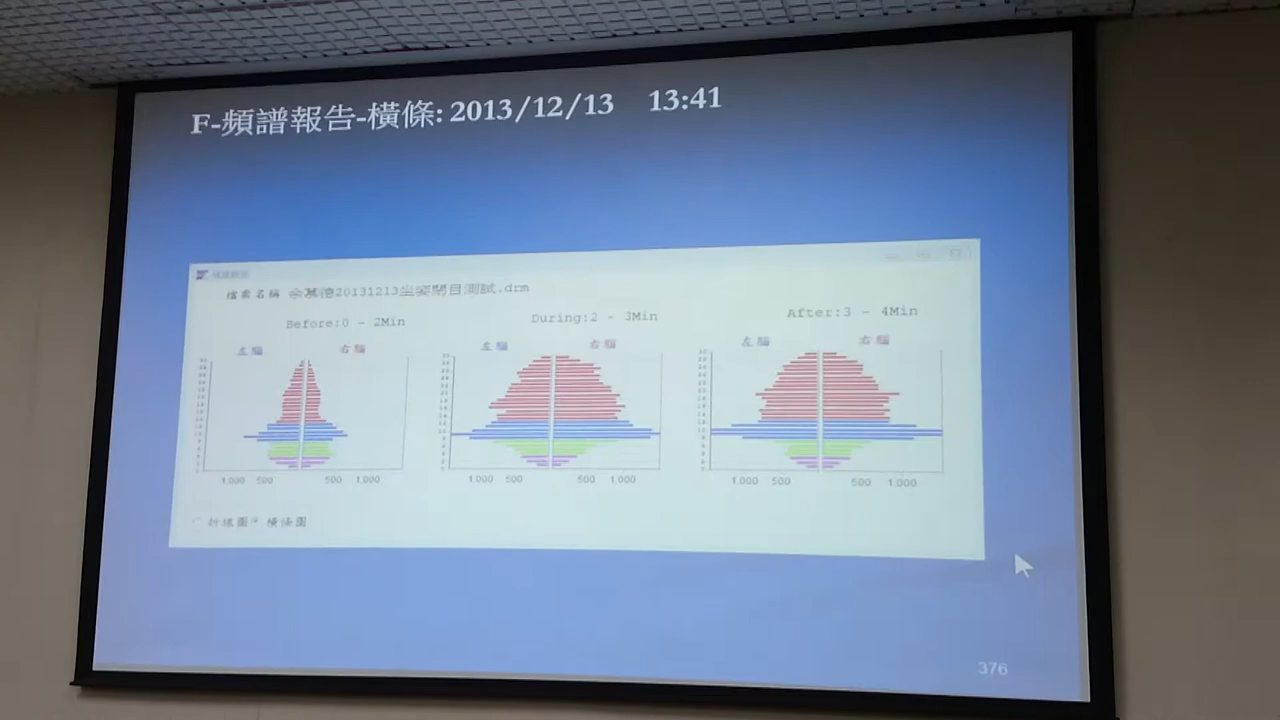 F-頻譜報告-橫條: 2013/12/13 13:41
檔案名稱 20131213坐姿閉目測試.drm
Before:0 - 2Min During:2 - 3Min After:3 - 4Min
左腦 右腦 左腦 右腦 左腦 右腦
1,000 500 500 1,000 1,000 500 500 1,000 1,000 500 500 1,000
折線圖 橫條圖
376